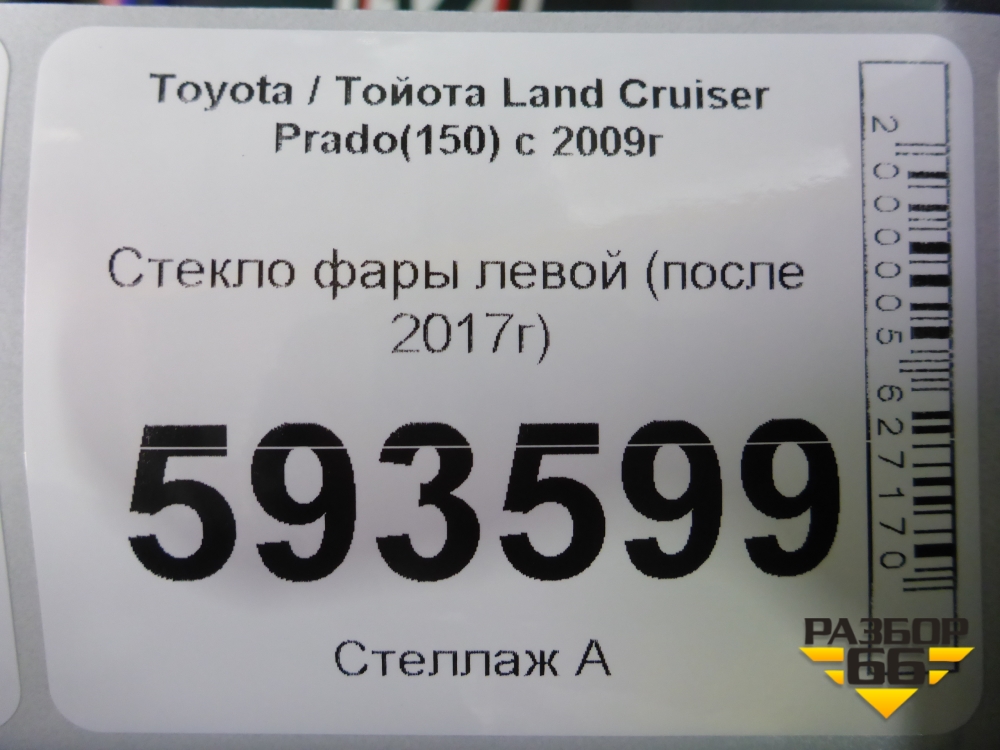 Toyota / Тойота Land Cruiser
Prado(150) с 2009г
Стекло фары левой (после
2017г)
593599
Стеллаж А
2000005627170
РАЗБОР
66